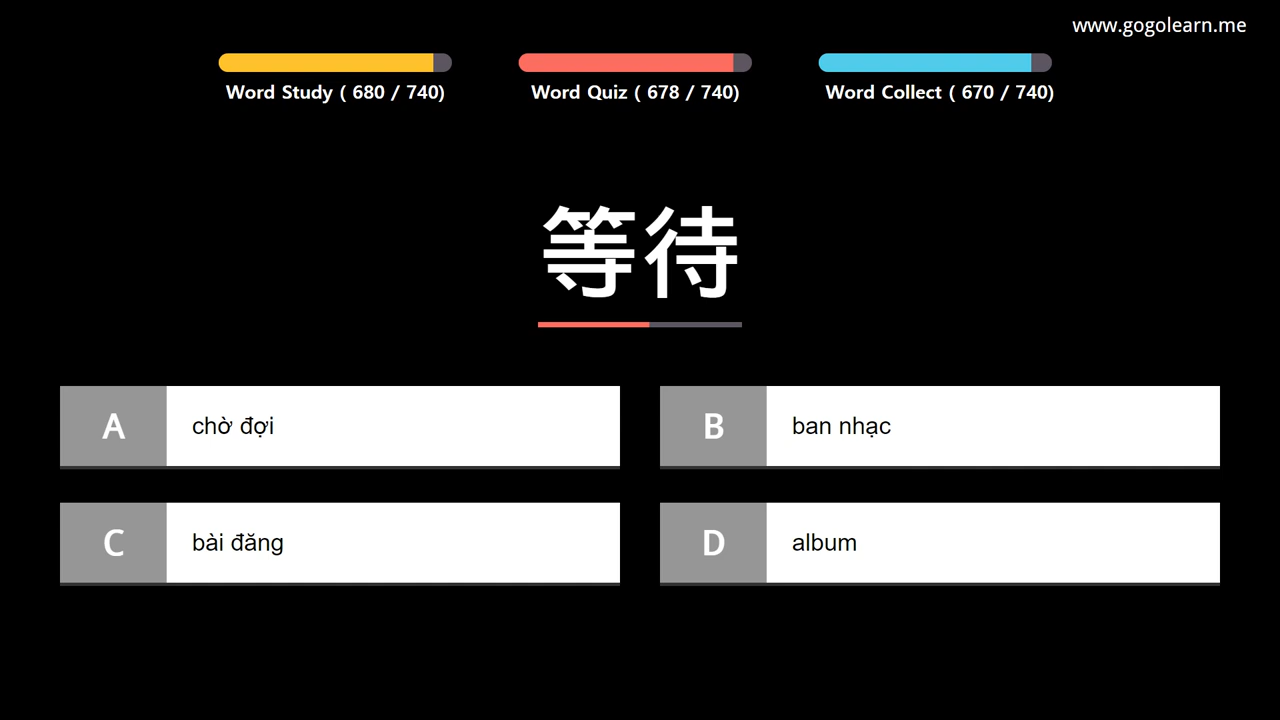 www.gogolearn.me
Word Study ( 680 / 740)
Word Quiz ( 678 / 740)
Word Collect ( 670 / 740)
等待
A chờ đợi
B ban nhạc
C bài đăng
D album